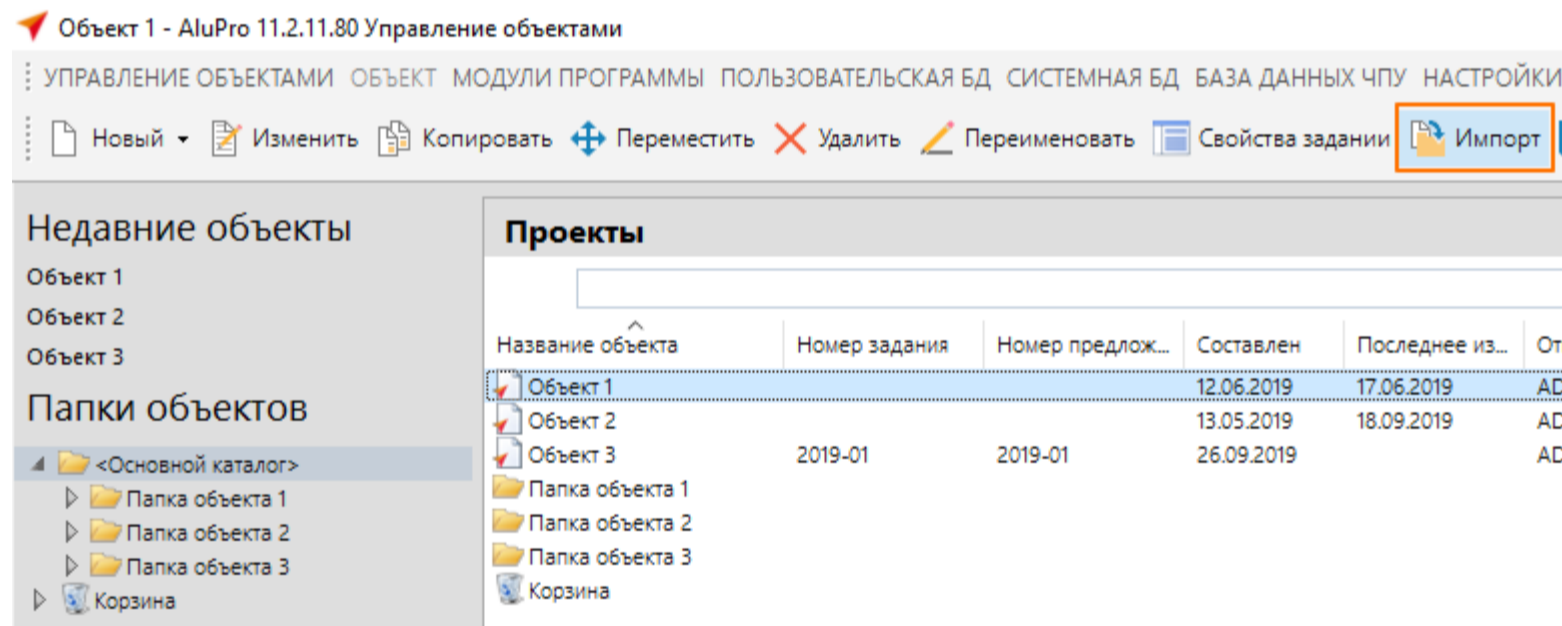 Объект 1 - AluPro 11.2.11.80 Управление объектами
УПРАВЛЕНИЕ ОБЪЕКТАМИ ОБЪЕКТ МОДУЛИ ПРОГРАММЫ ПОЛЬЗОВАТЕЛЬСКАЯ БД СИСТЕМНАЯ БД БАЗА ДАННЫХ ЧПУ НАСТРОЙКИ
Новый Изменить Копировать Переместить Удалить Переименовать Свойства задании Импорт
Недавние объекты
Объект 1
Объект 2
Объект 3
Папки объектов
<Основной каталог>
Папка объекта 1
Папка объекта 2
Папка объекта 3
Корзина
Проекты
Название объекта Номер задания Номер предлож... Составлен Последнее из... От
Объект 1 12.06.2019 17.06.2019 AD
Объект 2 13.05.2019 18.09.2019 AD
Объект 3 2019-01 2019-01 26.09.2019 AD
Папка объекта 1
Папка объекта 2
Папка объекта 3
Корзина